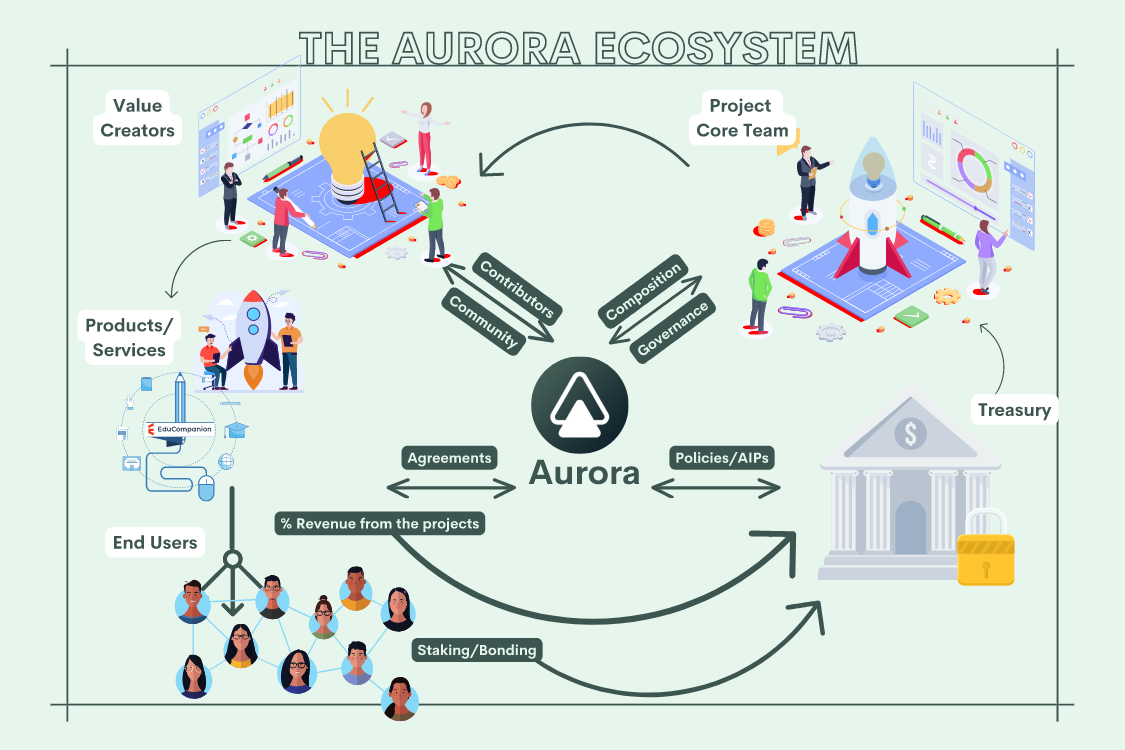 THE AURORA ECOSYSTEM
Value
Creators
Project
Core Team
Contributors
Community
Composition
Governance
Products/
Services
EduCompanion
Treasury
$
Agreements
Policies/AIPs
Aurora
% Revenue from the projects
End Users
Staking/Bonding